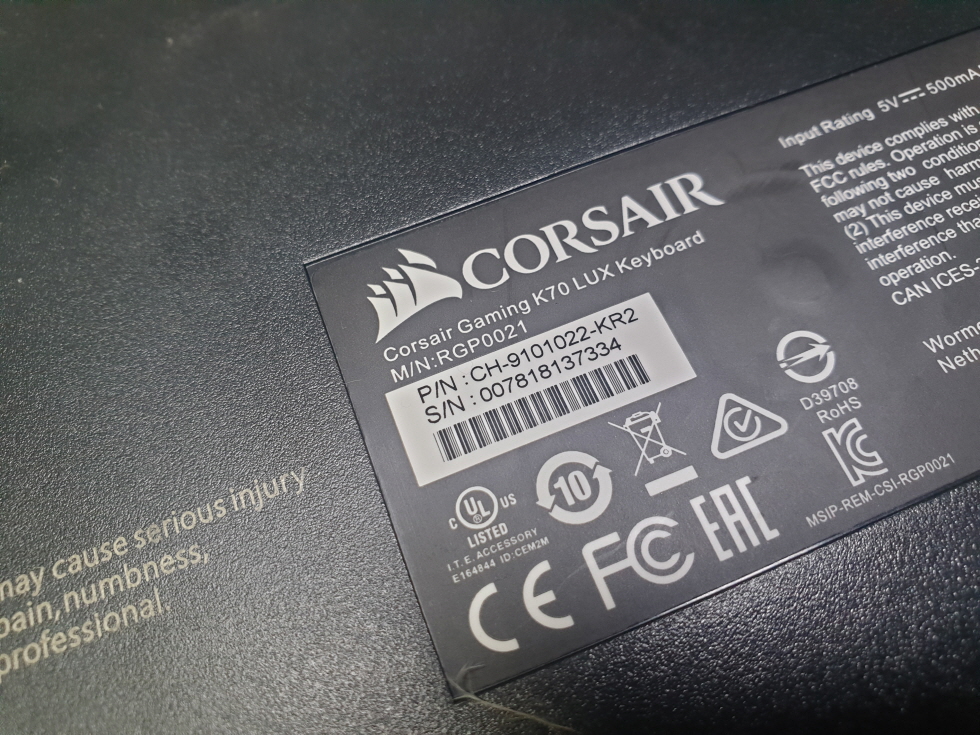 CORSAIR
Corsair Gaming K70 LUX Keyboard
M/N:RGP0021
P/N : CH-9101022-KR2
S/N : 007818137334
C UL US
LISTED
I.T.E. ACCESSORY
E164844 ID:CEM2M
10
CE FC EAC
Input Rating 5V 500mA
This device complies with
FCC rules. Operation is
following two condition
may not cause harm
(2) This device mu
interference rece
interference tha
operation.
CAN ICES-
Worm
Neth
D39708
RoHS
MSIP-REM-CSI-RGP0021
may cause serious injury
pain, numbness,
professional.